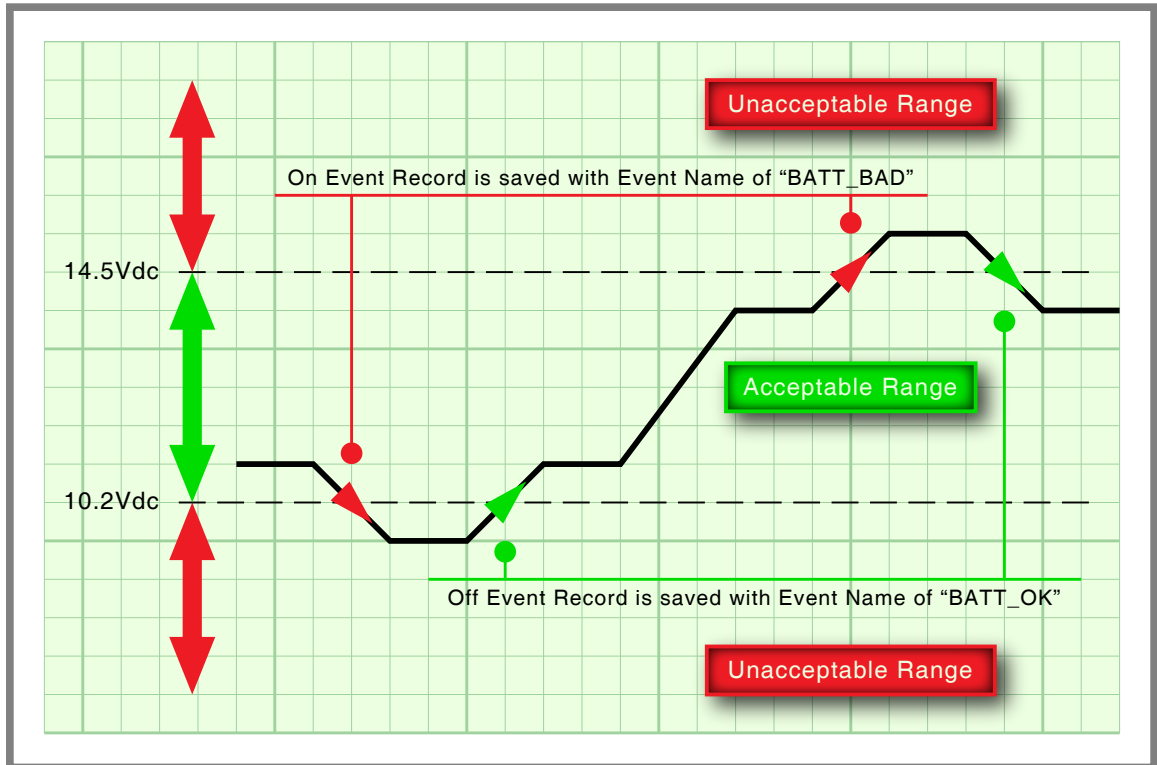 Unacceptable Range
On Event Record is saved with Event Name of “BATT_BAD”
14.5Vdc
Acceptable Range
10.2Vdc
Off Event Record is saved with Event Name of “BATT_OK”
Unacceptable Range